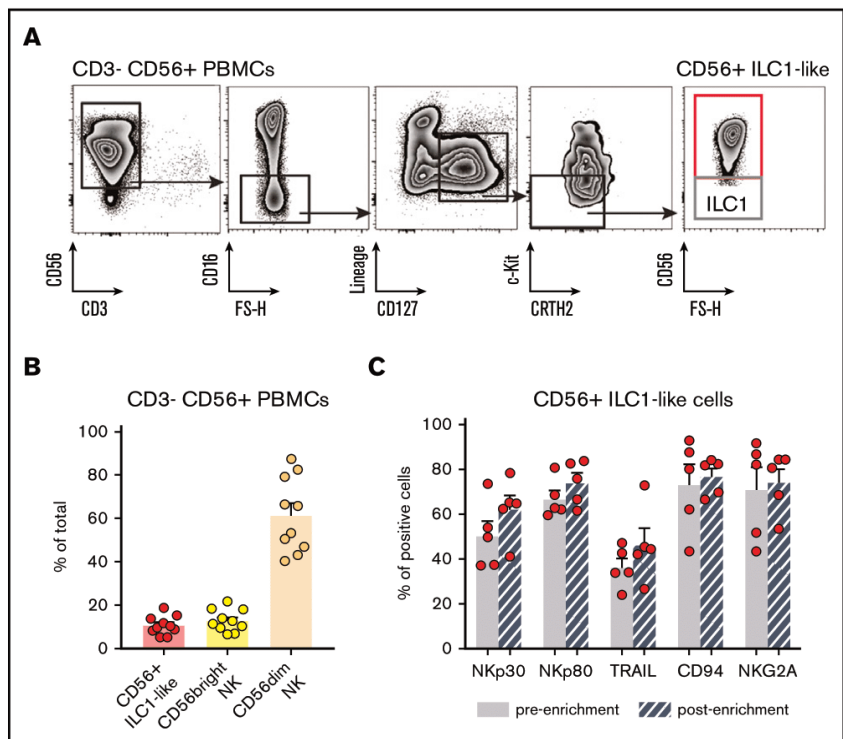 A
CD3- CD56+ PBMCs
CD56+ ILC1-like
ILC1
CD56
CD3
CD16
FS-H
Lineage
CD127
c-Kit
CRTH2
CD56
FS-H
B
CD3- CD56+ PBMCs
% of total
100
80
60
40
20
0
CD56+
ILC1-like
CD56bright
NK
CD56dim
NK
C
CD56+ ILC1-like cells
% of positive cells
100
80
60
40
20
0
NKp30 NKp80 TRAIL CD94 NKG2A
pre-enrichment post-enrichment